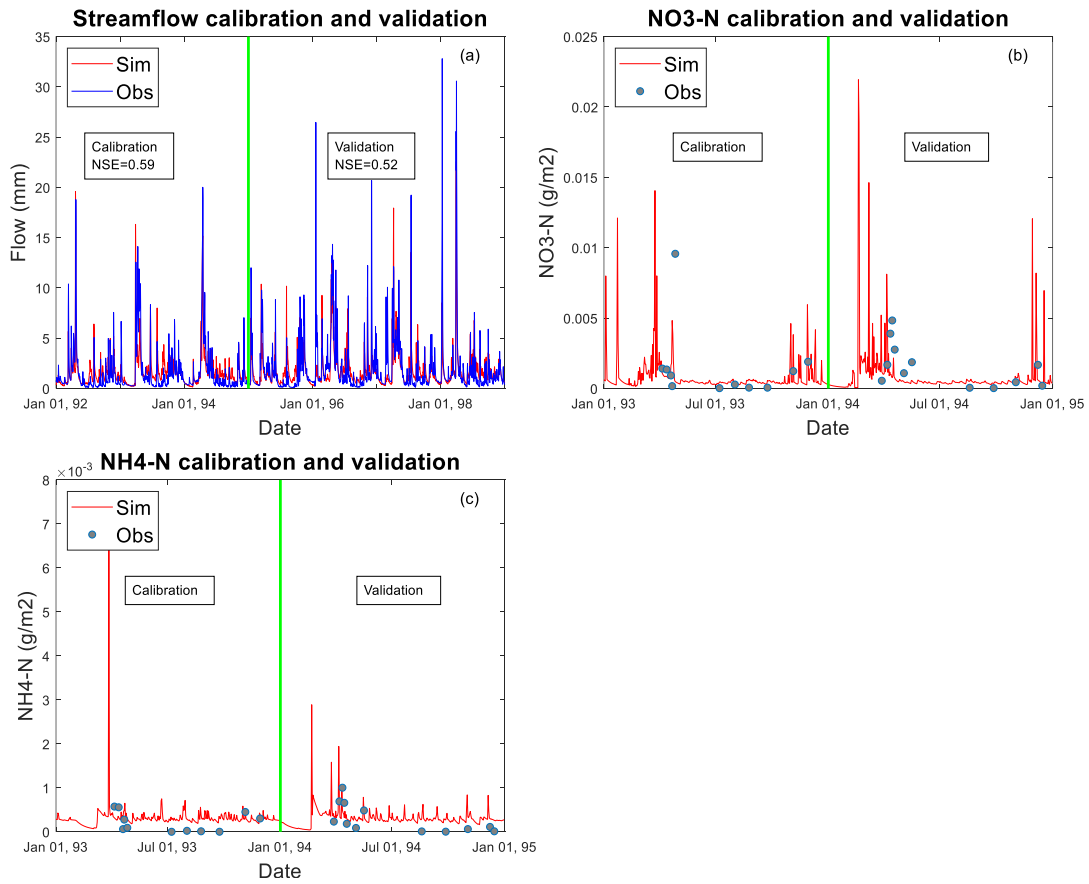 Streamflow calibration and validation
(a)
Sim
Obs
Calibration
NSE=0.59
Validation
NSE=0.52
Flow (mm)
35
30
25
20
15
10
5
0
Jan 01, 92
Jan 01, 94
Jan 01, 96
Jan 01, 98
Date
NO3-N calibration and validation
(b)
Sim
Obs
Calibration
Validation
NO3-N (g/m2)
0.025
0.02
0.015
0.01
0.005
0
Jan 01, 93
Jul 01, 93
Jan 01, 94
Jul 01, 94
Jan 01, 95
Date
NH4-N calibration and validation
×10-3
(c)
Sim
Obs
Calibration
Validation
NH4-N (g/m2)
8
7
6
5
4
3
2
1
0
Jan 01, 93
Jul 01, 93
Jan 01, 94
Jul 01, 94
Jan 01, 95
Date